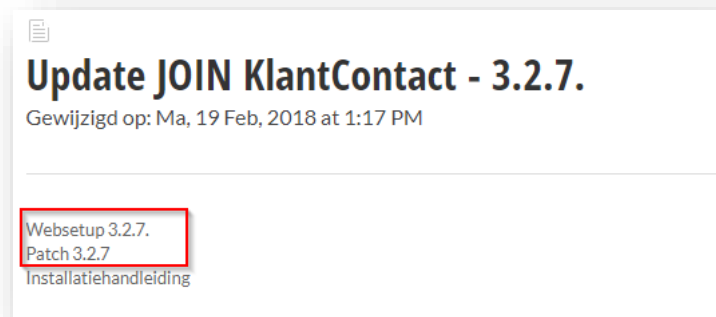 Update JOIN KlantContact - 3.2.7.
Gewijzigd op: Ma, 19 Feb, 2018 at 1:17 PM
Websetup 3.2.7.
Patch 3.2.7
Installatiehandleiding